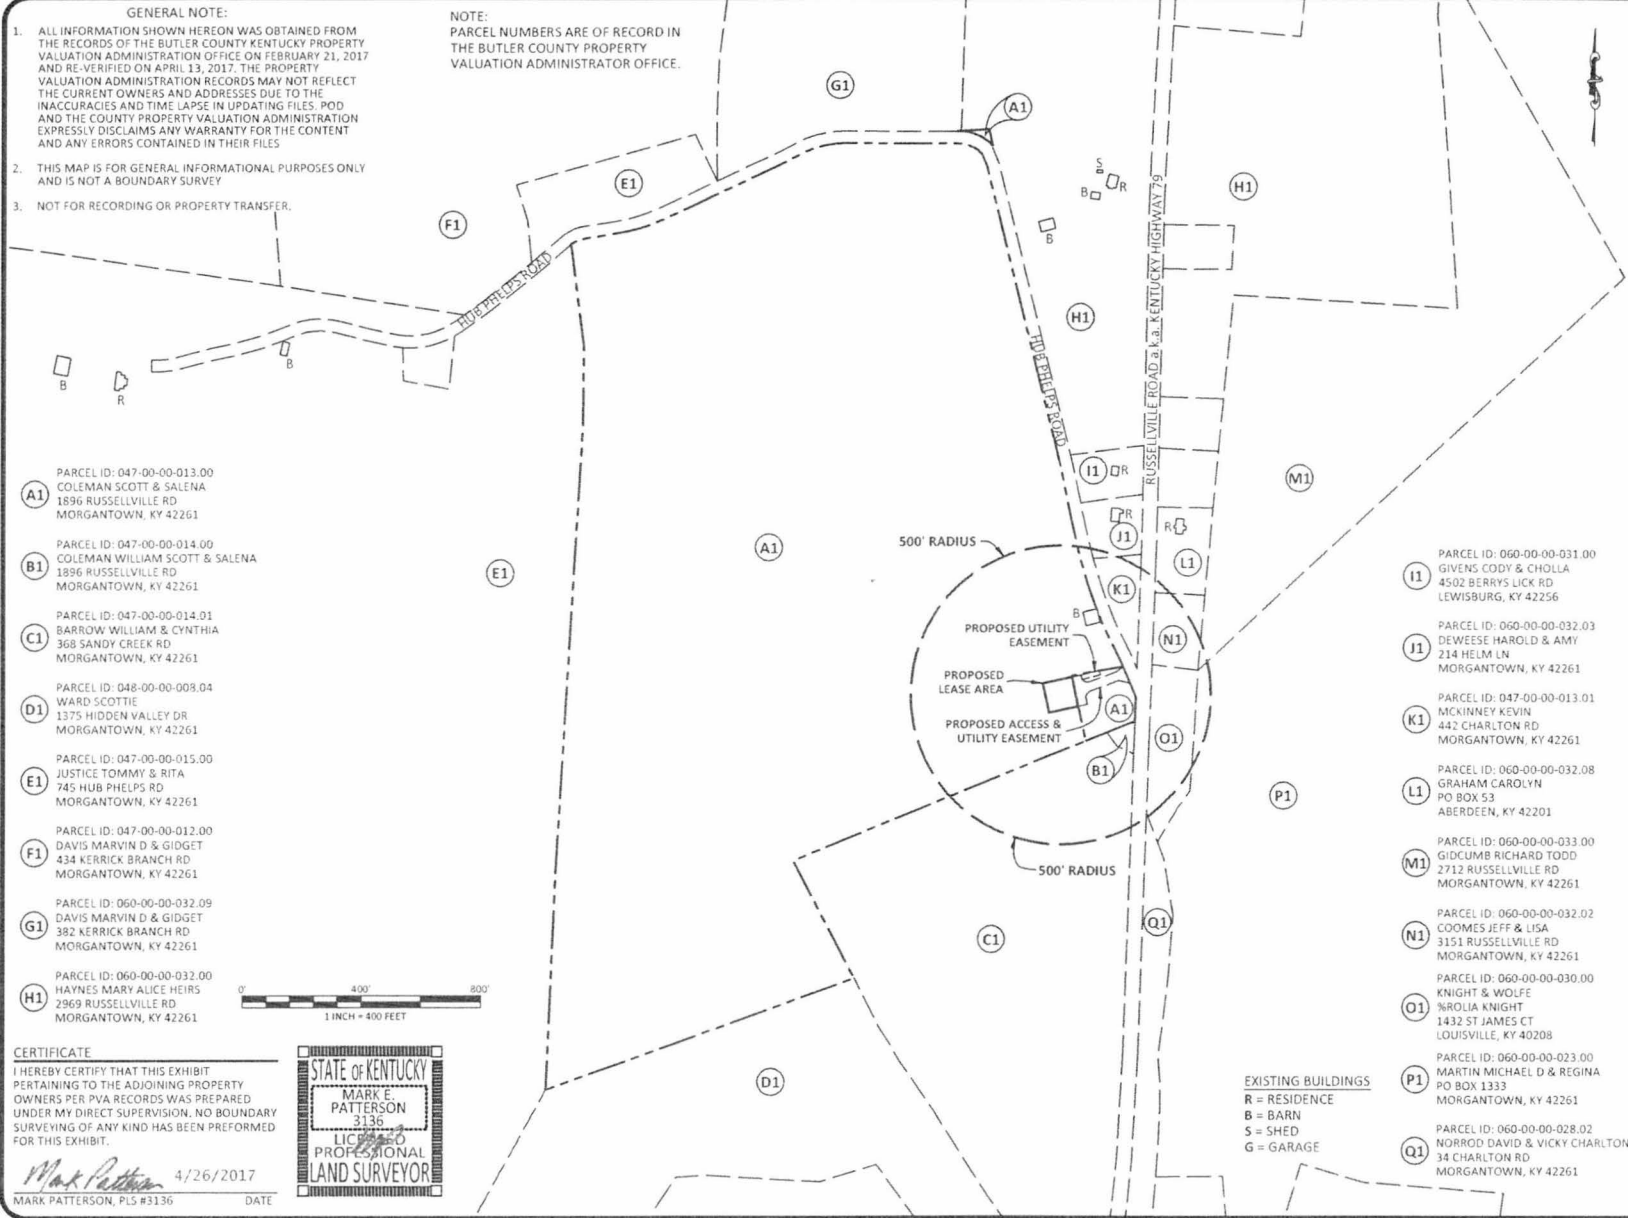 GENERAL NOTE:
1. ALL INFORMATION SHOWN HEREON WAS OBTAINED FROM
THE RECORDS OF THE BUTLER COUNTY KENTUCKY PROPERTY
VALUATION ADMINISTRATION OFFICE ON FEBRUARY 21, 2017
AND RE-VERIFIED ON APRIL 13, 2017. THE PROPERTY
VALUATION ADMINISTRATION RECORDS MAY NOT REFLECT
THE CURRENT OWNERS AND ADDRESSES DUE TO THE
INACCURACIES AND TIME LAPSE IN UPDATING FILES. POD
AND THE COUNTY PROPERTY VALUATION ADMINISTRATION
EXPRESSLY DISCLAIMS ANY WARRANTY FOR THE CONTENT
AND ANY ERRORS CONTAINED IN THEIR FILES
2. THIS MAP IS FOR GENERAL INFORMATIONAL PURPOSES ONLY
AND IS NOT A BOUNDARY SURVEY
3. NOT FOR RECORDING OR PROPERTY TRANSFER.
NOTE:
PARCEL NUMBERS ARE OF RECORD IN
THE BUTLER COUNTY PROPERTY
VALUATION ADMINISTRATOR OFFICE.
G1
A1
E1
F1
S
B R
B
H1
H1
HUB PHELPS ROAD
HUB PHELPS ROAD
RUSSELLVILLE ROAD a.k.a. KENTUCKY HIGHWAY 79
B
R
B
I1 R
R
J1
R
L1
M1
K1
N1
B
500' RADIUS
A1
E1
PROPOSED UTILITY
EASEMENT
PROPOSED
LEASE AREA
PROPOSED ACCESS &
UTILITY EASEMENT
A1
O1
B1
P1
500' RADIUS
C1
Q1
D1
A1
PARCEL ID: 047-00-00-013.00
COLEMAN SCOTT & SALENA
1896 RUSSELLVILLE RD
MORGANTOWN, KY 42261
B1
PARCEL ID: 047-00-00-014.00
COLEMAN WILLIAM SCOTT & SALENA
1896 RUSSELLVILLE RD
MORGANTOWN, KY 42261
C1
PARCEL ID: 047-00-00-014.01
BARROW WILLIAM & CYNTHIA
368 SANDY CREEK RD
MORGANTOWN, KY 42261
D1
PARCEL ID: 048-00-00-008.04
WARD SCOTTIE
1375 HIDDEN VALLEY DR
MORGANTOWN, KY 42261
E1
PARCEL ID: 047-00-00-015.00
JUSTICE TOMMY & RITA
745 HUB PHELPS RD
MORGANTOWN, KY 42261
F1
PARCEL ID: 047-00-00-012.00
DAVIS MARVIN D & GIDGET
434 KERRICK BRANCH RD
MORGANTOWN, KY 42261
G1
PARCEL ID: 060-00-00-032.09
DAVIS MARVIN D & GIDGET
382 KERRICK BRANCH RD
MORGANTOWN, KY 42261
H1
PARCEL ID: 060-00-00-032.00
HAYNES MARY ALICE HEIRS
2969 RUSSELLVILLE RD
MORGANTOWN, KY 42261
0' 400' 800'
1 INCH = 400 FEET
I1
PARCEL ID: 060-00-00-031.00
GIVENS CODY & CHOLLA
4502 BERRYS LICK RD
LEWISBURG, KY 42256
J1
PARCEL ID: 060-00-00-032.03
DEWEESE HAROLD & AMY
214 HELM LN
MORGANTOWN, KY 42261
K1
PARCEL ID: 047-00-00-013.01
MCKINNEY KEVIN
442 CHARLTON RD
MORGANTOWN, KY 42261
L1
PARCEL ID: 060-00-00-032.08
GRAHAM CAROLYN
PO BOX 53
ABERDEEN, KY 42201
M1
PARCEL ID: 060-00-00-033.00
GIDCUMB RICHARD TODD
2712 RUSSELLVILLE RD
MORGANTOWN, KY 42261
N1
PARCEL ID: 060-00-00-032.02
COOMES JEFF & LISA
3151 RUSSELLVILLE RD
MORGANTOWN, KY 42261
O1
PARCEL ID: 060-00-00-030.00
KNIGHT & WOLFE
%ROLIA KNIGHT
1432 ST JAMES CT
LOUISVILLE, KY 40208
P1
PARCEL ID: 060-00-00-023.00
MARTIN MICHAEL D & REGINA
PO BOX 1333
MORGANTOWN, KY 42261
Q1
PARCEL ID: 060-00-00-028.02
NORROD DAVID & VICKY CHARLTON
34 CHARLTON RD
MORGANTOWN, KY 42261
EXISTING BUILDINGS
R = RESIDENCE
B = BARN
S = SHED
G = GARAGE
CERTIFICATE
I HEREBY CERTIFY THAT THIS EXHIBIT
PERTAINING TO THE ADJOINING PROPERTY
OWNERS PER PVA RECORDS WAS PREPARED
UNDER MY DIRECT SUPERVISION. NO BOUNDARY
SURVEYING OF ANY KIND HAS BEEN PREFORMED
FOR THIS EXHIBIT.
Mark Patterson 4/26/2017
MARK PATTERSON, PLS #3136 DATE
STATE OF KENTUCKY
MARK E.
PATTERSON
3136
LICENSED
PROFESSIONAL
LAND SURVEYOR